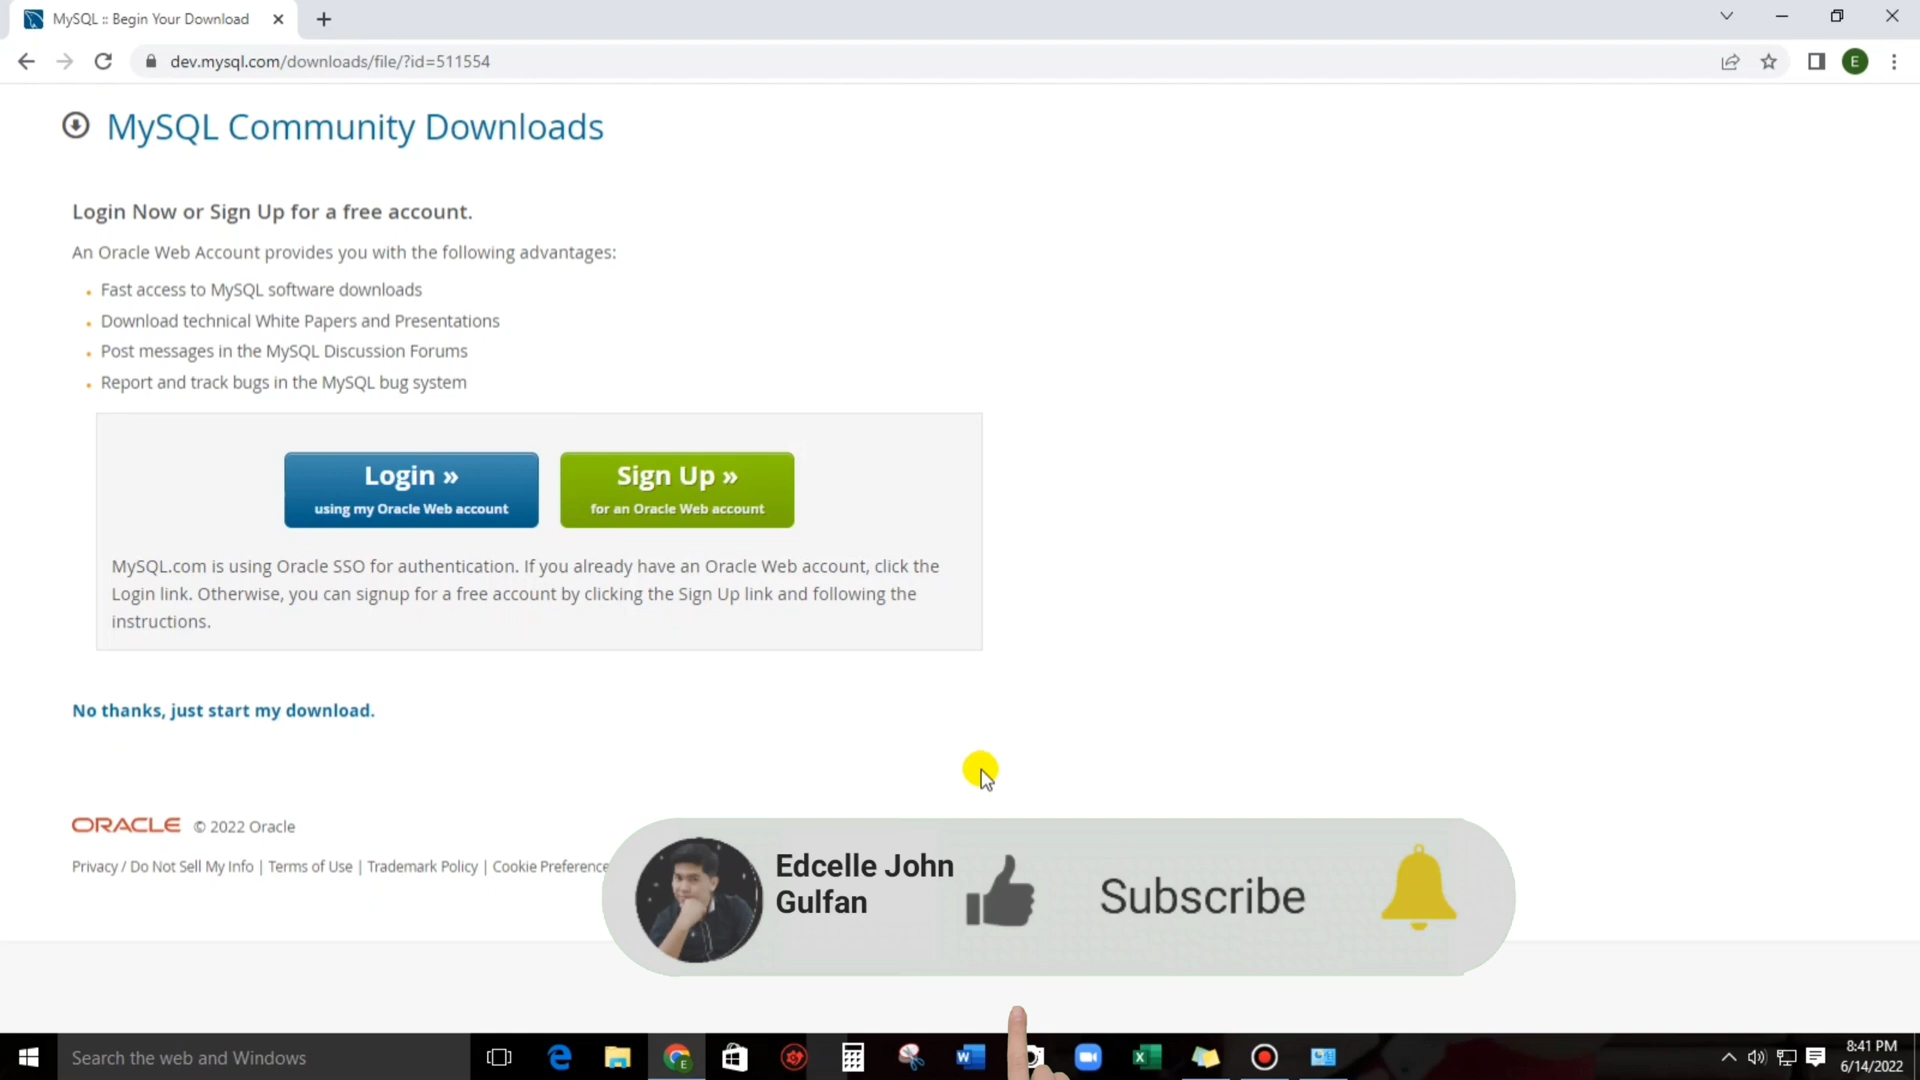 MySQL :: Begin Your Download
dev.mysql.com/downloads/file/?id=511554
E
MySQL Community Downloads
Login Now or Sign Up for a free account.
An Oracle Web Account provides you with the following advantages:
Fast access to MySQL software downloads
Download technical White Papers and Presentations
Post messages in the MySQL Discussion Forums
Report and track bugs in the MySQL bug system
Login »
using my Oracle Web account
Sign Up »
for an Oracle Web account
MySQL.com is using Oracle SSO for authentication. If you already have an Oracle Web account, click the
Login link. Otherwise, you can signup for a free account by clicking the Sign Up link and following the
instructions.
No thanks, just start my download.
ORACLE © 2022 Oracle
Privacy / Do Not Sell My Info | Terms of Use | Trademark Policy | Cookie Preference
Edcelle John
Gulfan
Subscribe
Search the web and Windows
8:41 PM
6/14/2022